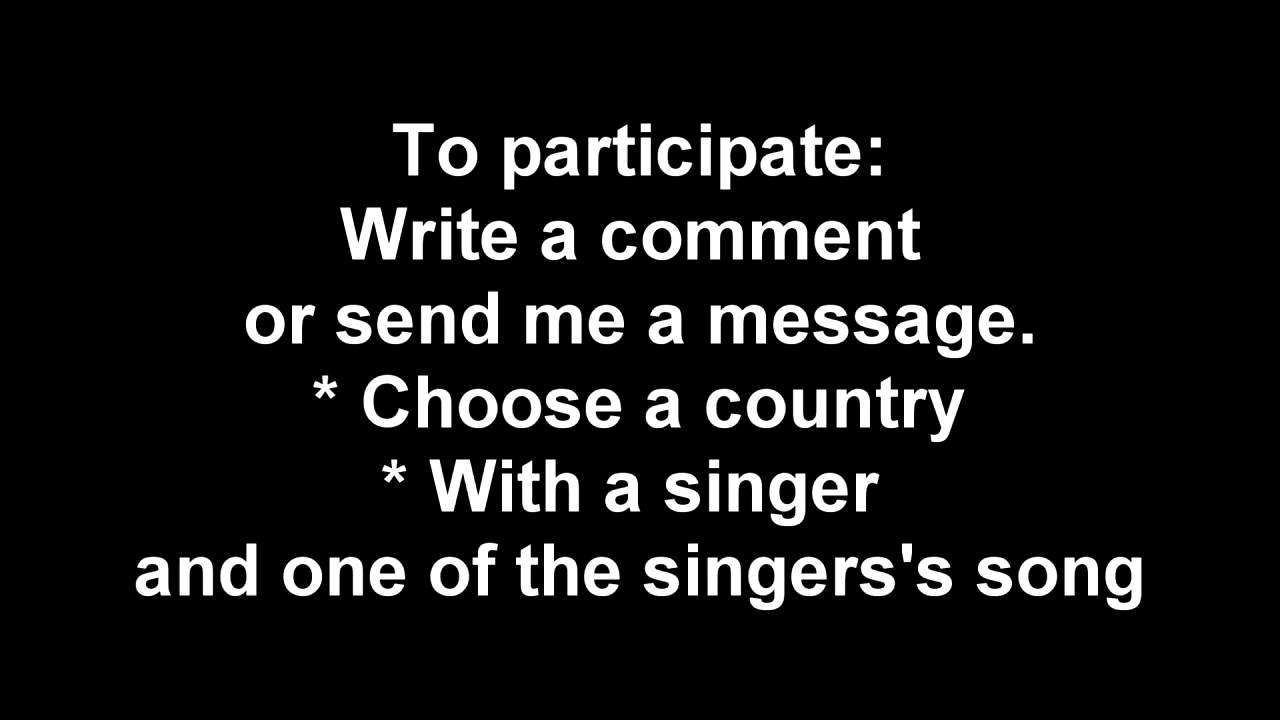 To participate:
Write a comment
or send me a message.
* Choose a country
* With a singer
and one of the singers's song